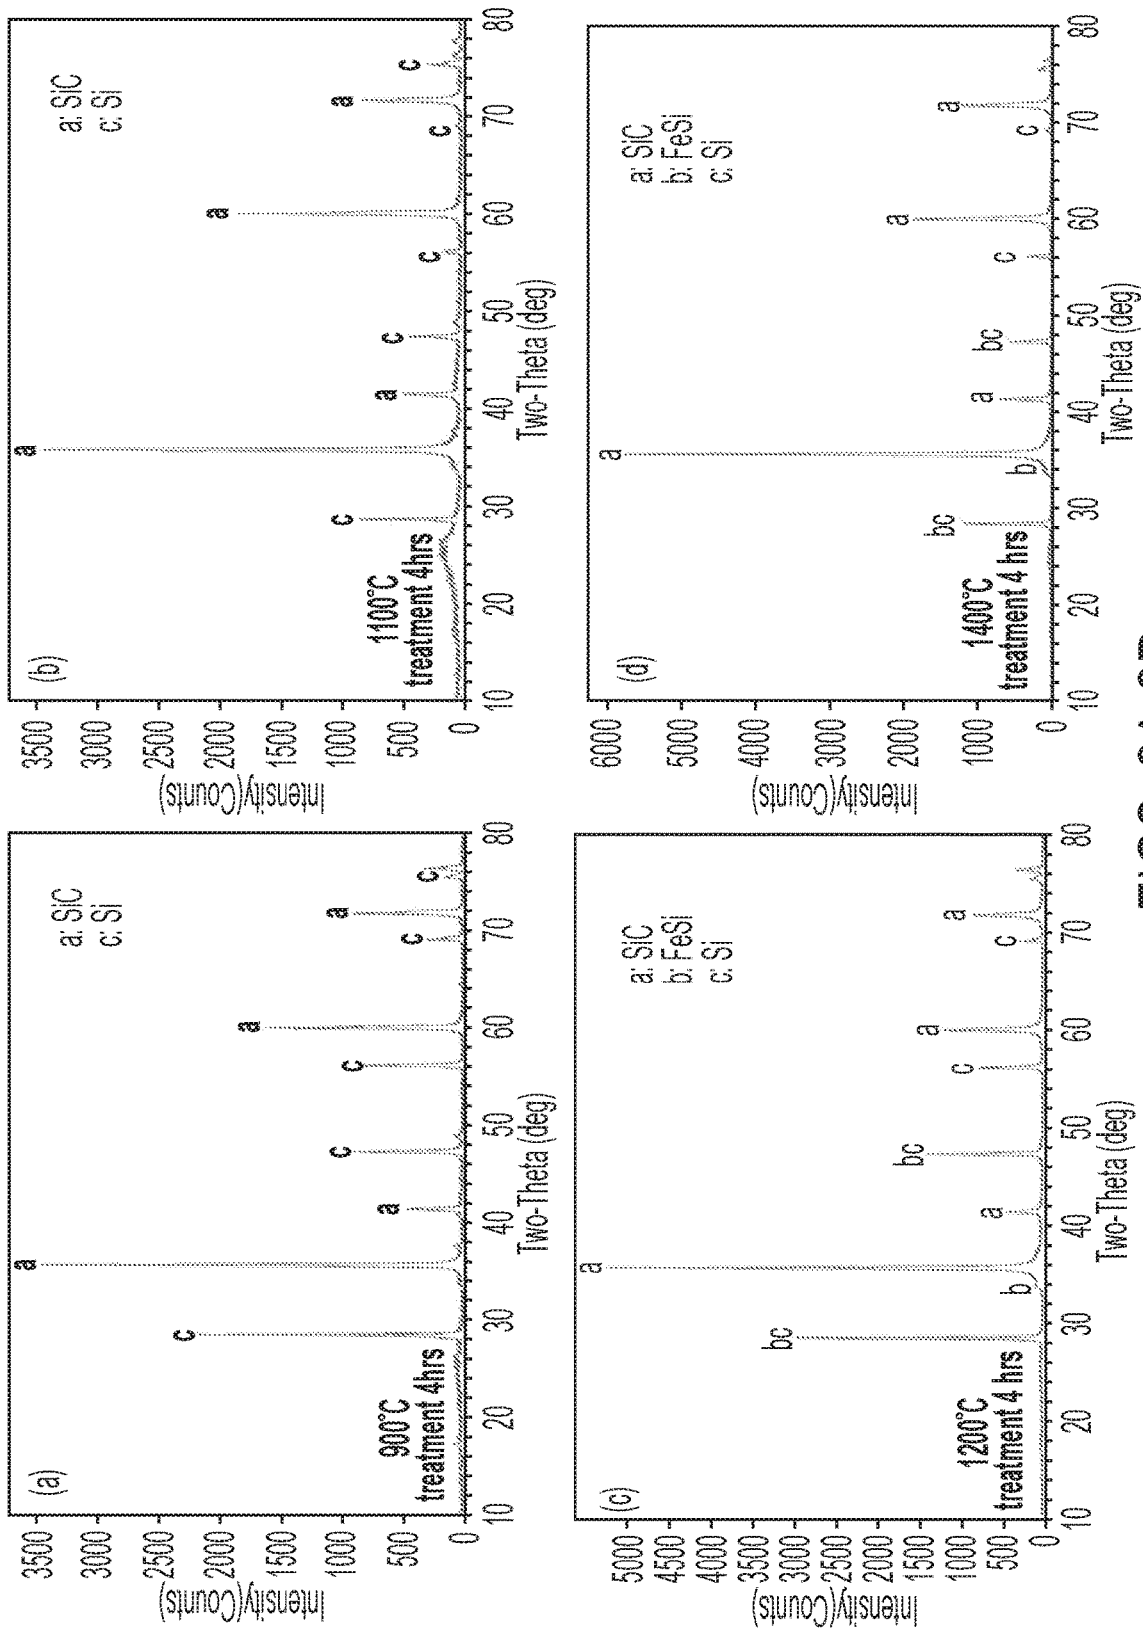 (a)
a: SiC
c: Si
900°C
treatment 4hrs
c
a
a
c
c
a
c
a
c
Intensity(Counts)
3500
3000
2500
2000
1500
1000
500
0
10 20 30 40 50 60 70 80
Two-Theta (deg)
(b)
a: SiC
c: Si
1100°C
treatment 4hrs
c
a
a
c
c
a
c
a
c
Intensity(Counts)
3500
3000
2500
2000
1500
1000
500
0
10 20 30 40 50 60 70 80
Two-Theta (deg)
(c)
a: SiC
b: FeSi
c: Si
1200°C
treatment 4 hrs
bc
b
a
a
bc
c
a
c
a
Intensity(Counts)
5000
4500
4000
3500
3000
2500
2000
1500
1000
500
0
10 20 30 40 50 60 70 80
Two-Theta (deg)
(d)
a: SiC
b: FeSi
c: Si
1400°C
treatment 4 hrs
bc
b
a
a
bc
c
a
c
a
Intensity(Counts)
6000
5000
4000
3000
2000
1000
0
10 20 30 40 50 60 70 80
Two-Theta (deg)